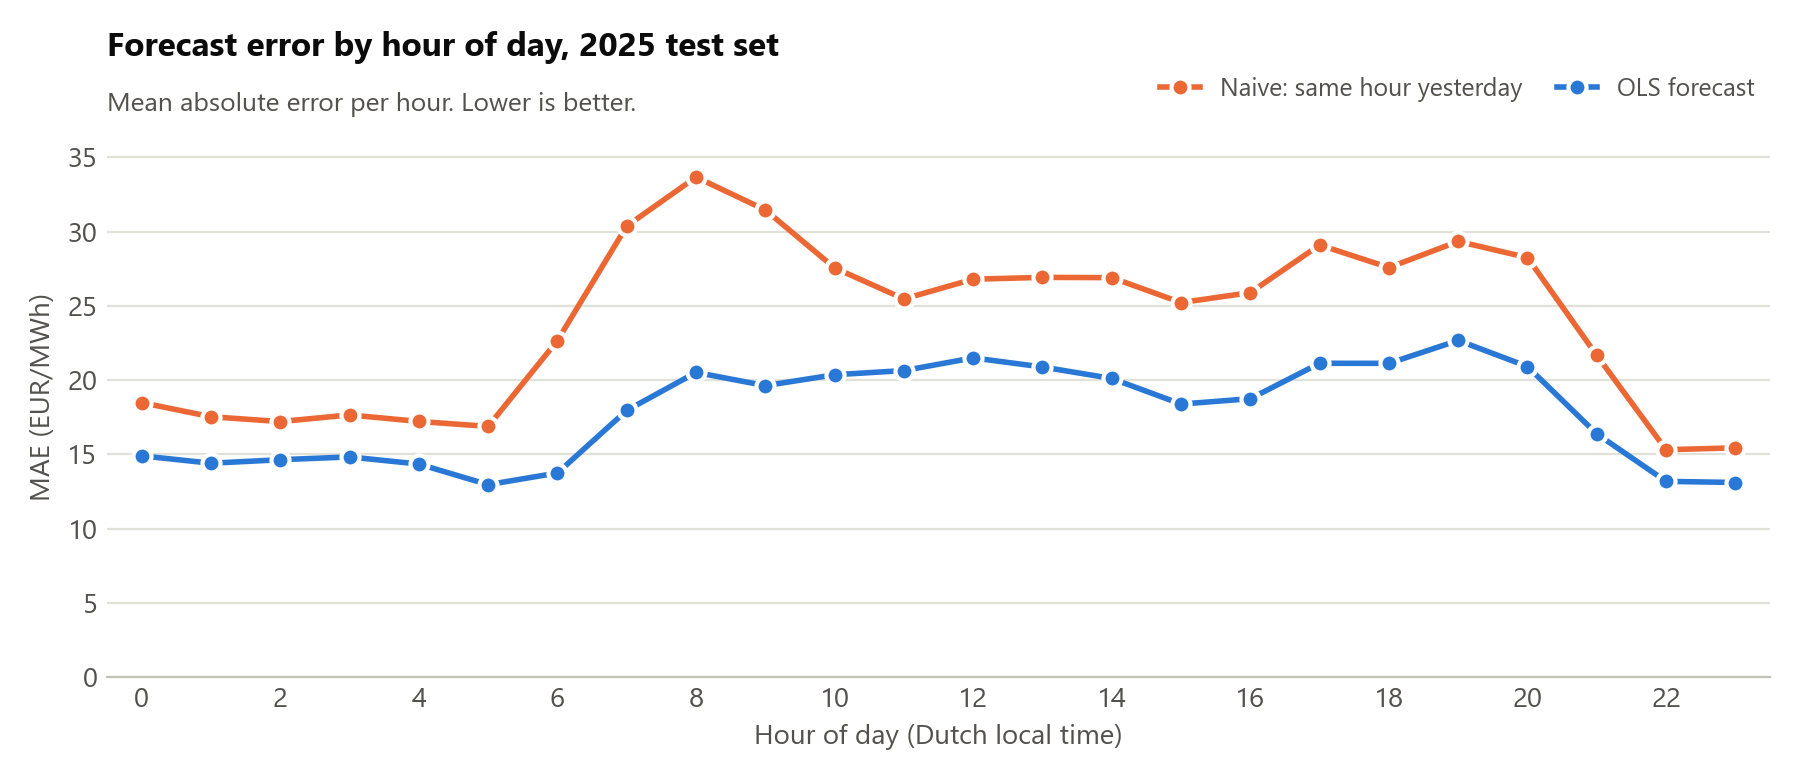 Forecast error by hour of day, 2025 test set
Mean absolute error per hour. Lower is better.
Naive: same hour yesterday
OLS forecast
MAE (EUR/MWh)
35
30
25
20
15
10
5
0
0 2 4 6 8 10 12 14 16 18 20 22
Hour of day (Dutch local time)